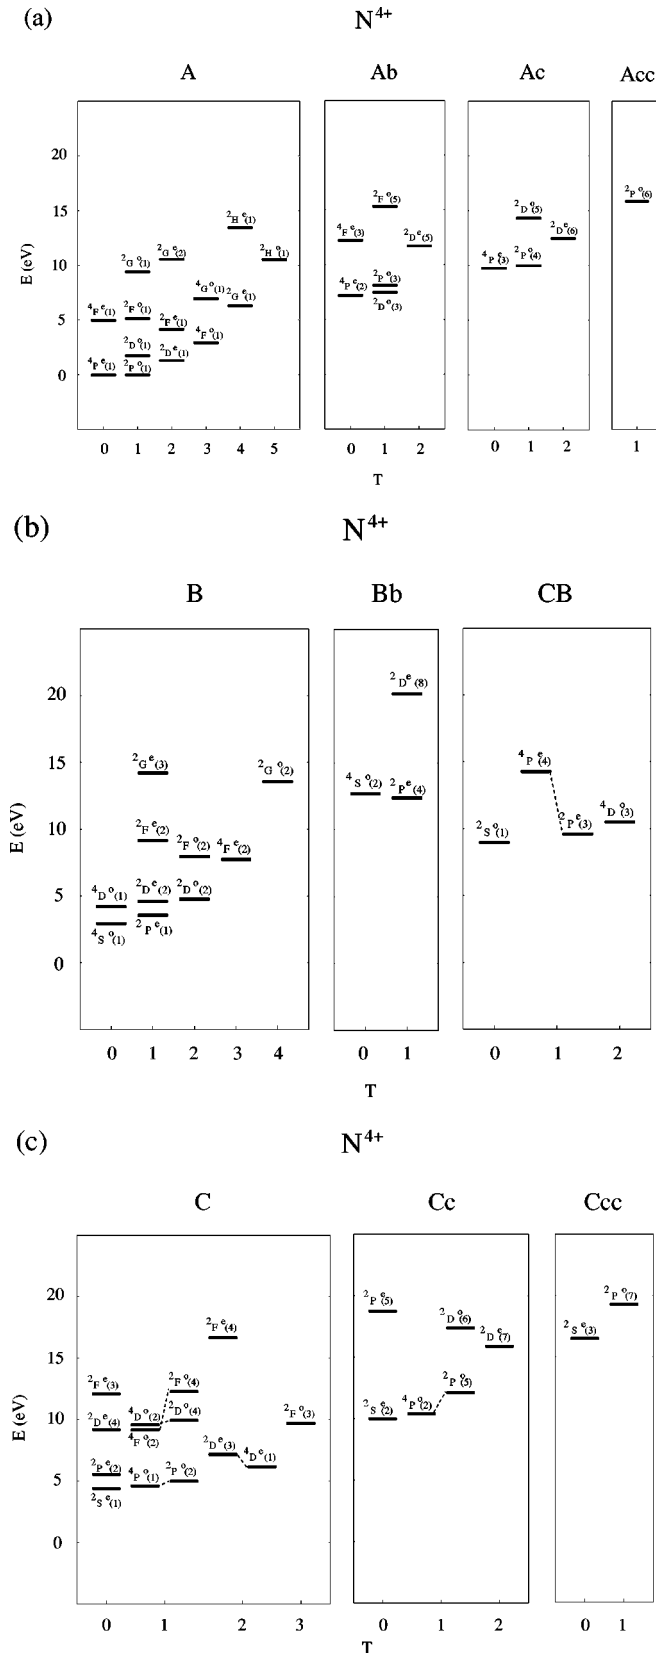 (a) N⁴⁺
A Ab Ac Acc
20
15
10
5
0
E (eV)
²Hᵉ(1)
²Gᵒ(1) ²Gᵉ(2) ²Hᵒ(1)
⁴Gᵒ(1) ²Gᵉ(1)
⁴Fᵉ(1) ²Fᵒ(1) ²Fᵉ(1) ⁴Fᵒ(1)
²Dᵒ(1) ²Dᵉ(1)
⁴Pᵉ(1) ²Pᵒ(1)
²Fᵒ(5)
⁴Fᵉ(3) ²Dᵉ(5)
⁴Pᵉ(2) ²Pᵒ(3)
²Dᵒ(3)
²Dᵒ(5) ²Dᵉ(6)
⁴Pᵉ(3) ²Pᵒ(4)
²Pᵒ(6)
0 1 2 3 4 5 0 1 2 0 1 2 1
T
(b) N⁴⁺
B Bb CB
20
15
10
5
0
E (eV)
²Gᵉ(3) ²Gᵒ(2)
²Fᵉ(2) ²Fᵒ(2) ⁴Fᵉ(2)
⁴Dᵒ(1) ²Dᵉ(2) ²Dᵒ(2)
⁴Sᵒ(1) ²Pᵉ(1)
²Dᵉ(8)
⁴Sᵒ(2) ²Pᵉ(4)
⁴Pᵉ(4)
²Sᵒ(1) ²Pᵉ(3) ⁴Dᵒ(3)
0 1 2 3 4 0 1 0 1 2
T
(c) N⁴⁺
C Cc Ccc
20
15
10
5
0
E (eV)
²Fᵉ(4)
²Fᵉ(3) ²Fᵒ(4)
²Dᵉ(4) ⁴Dᵒ(2) ²Dᵒ(4) ²Fᵒ(3)
⁴Fᵒ(2)
²Pᵉ(2) ⁴Pᵒ(1) ²Pᵒ(2) ²Dᵉ(3) ⁴Dᵉ(1)
²Sᵉ(1)
²Pᵉ(5) ²Dᵒ(6) ²Dᵉ(7)
²Pᵒ(5)
²Sᵉ(2) ⁴Pᵒ(2)
²Pᵒ(7)
²Sᵉ(3)
0 1 2 3 0 1 2 0 1
T